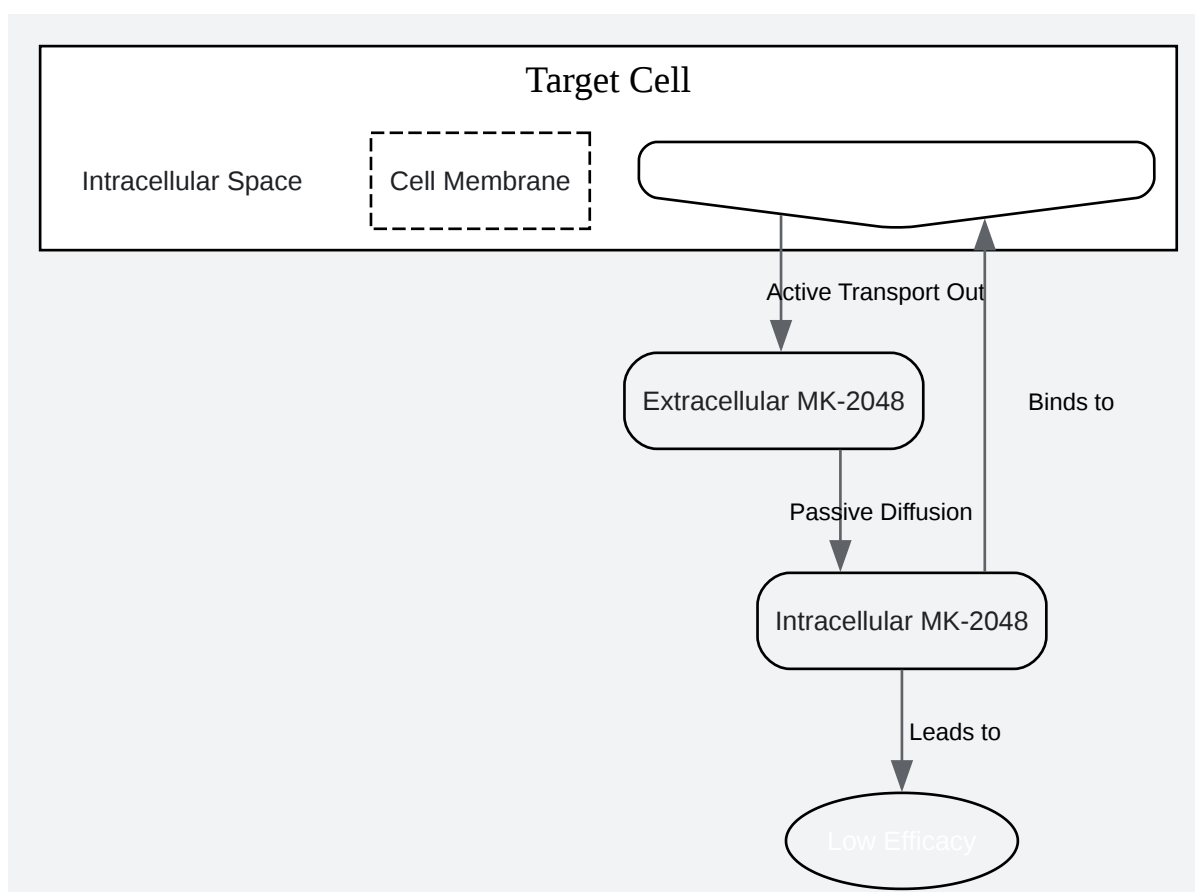 Target Cell
Intracellular Space
Cell Membrane
Active Transport Out
Extracellular MK-2048
Binds to
Passive Diffusion
Intracellular MK-2048
Leads to
Low Efficacy